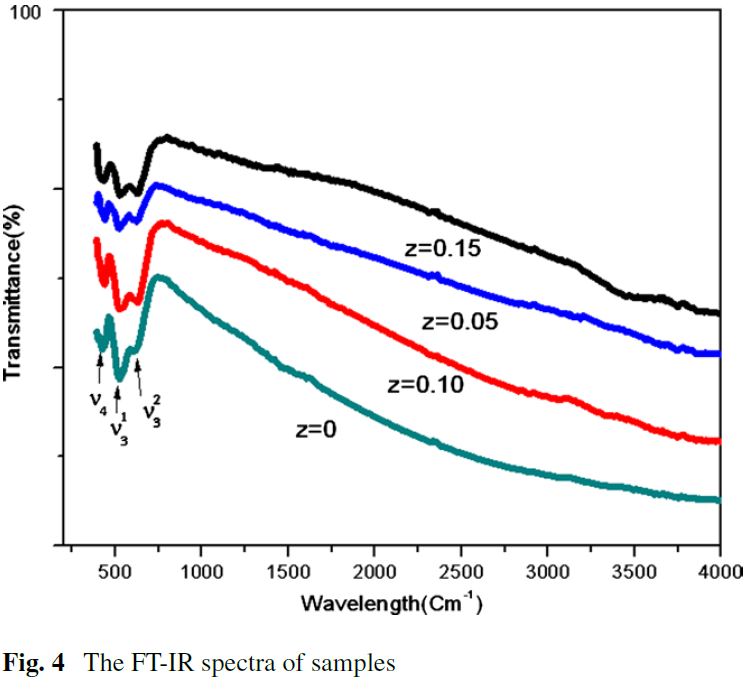 100
Transmittance(%)
z=0.15
z=0.05
z=0.10
z=0
ν₄
ν₃¹
ν₃²
500 1000 1500 2000 2500 3000 3500 4000
Wavelength(Cm⁻¹)
Fig. 4 The FT-IR spectra of samples